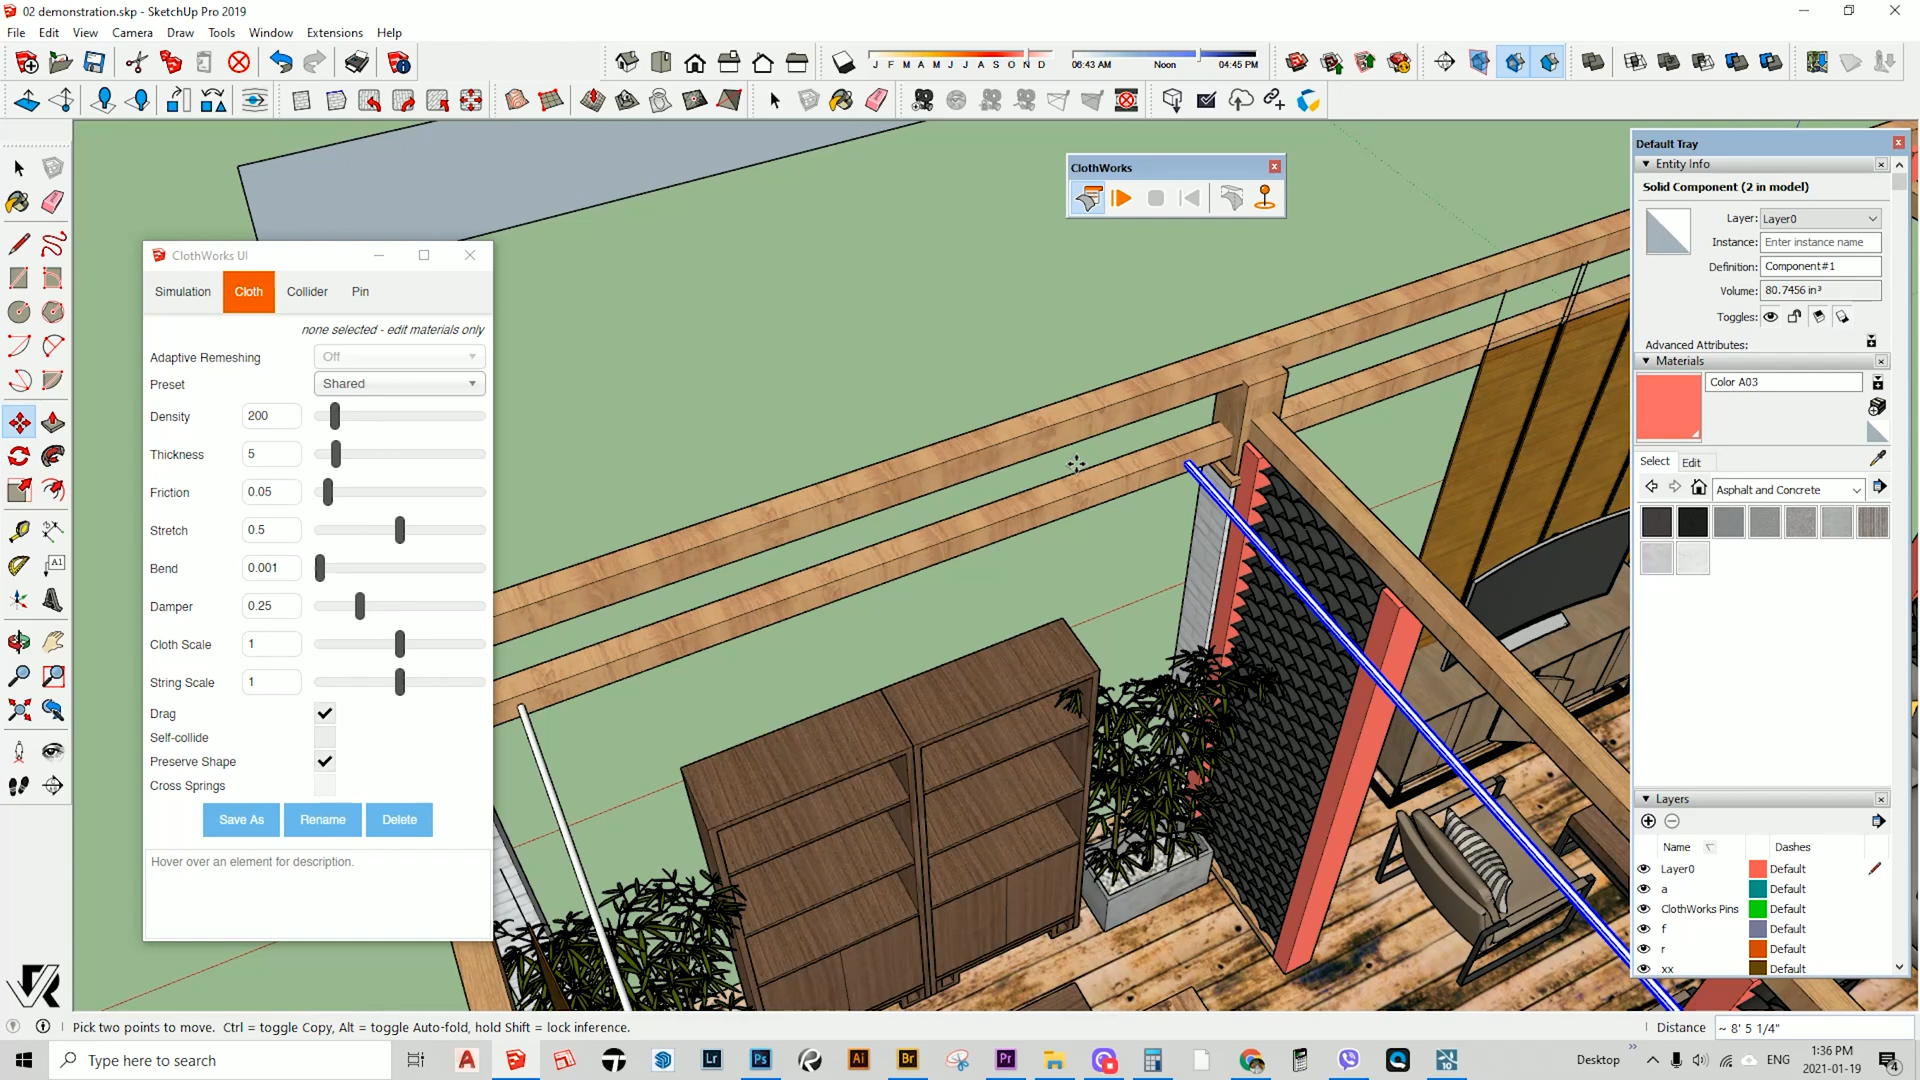 02 demonstration.skp - SketchUp Pro 2019
File Edit View Camera Draw Tools Window Extensions Help
J F M A M J J A S O N D
06:43 AM Noon 04:45 PM
ClothWorks
Default Tray
Entity Info
Solid Component (2 in model)
Layer: Layer0
Instance: Enter instance name
Definition: Component#1
Volume: 80.7456 in³
Toggles:
Advanced Attributes:
Materials
Color A03
Select Edit
Asphalt and Concrete
Layers
Name Dashes
Layer0 Default
a Default
ClothWorks Pins Default
f Default
r Default
xx Default
ClothWorks UI
Simulation Cloth Collider Pin
none selected - edit materials only
Adaptive Remeshing Off
Preset Shared
Density 200
Thickness 5
Friction 0.05
Stretch 0.5
Bend 0.001
Damper 0.25
Cloth Scale 1
String Scale 1
Drag
Self-collide
Preserve Shape
Cross Springs
Save As Rename Delete
Hover over an element for description.
A1
Pick two points to move. Ctrl = toggle Copy, Alt = toggle Auto-fold, hold Shift = lock inference.
Distance ~ 8' 5 1/4"
Type here to search
A Lr Ps Ai Br Pr 10
Desktop
ENG
1:36 PM
2021-01-19
4